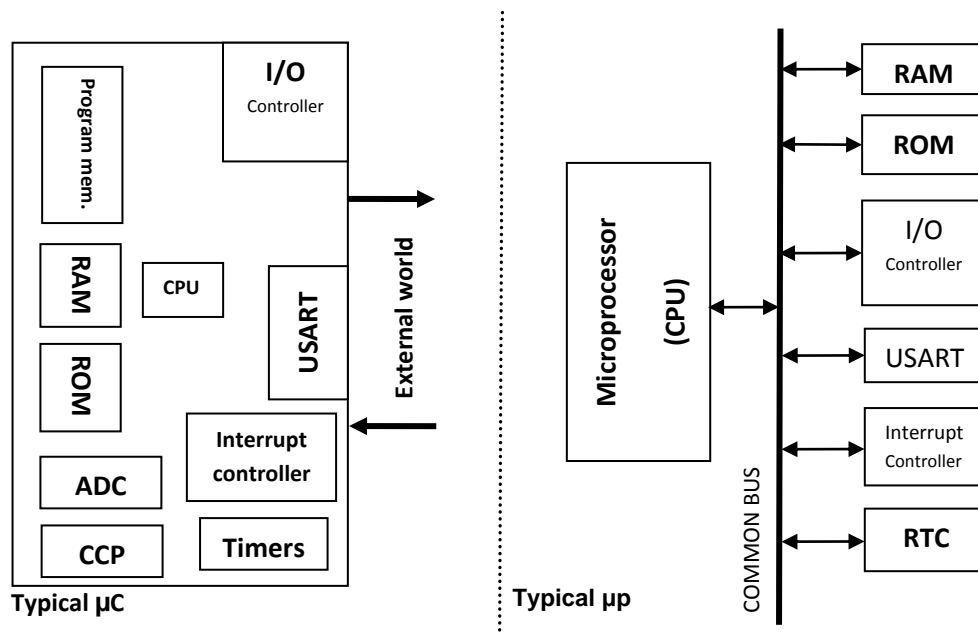 I/O
Controller
Program mem.
RAM
CPU
ROM
USART
External world
Interrupt
controller
ADC
Timers
CCP
Typical µC
Microprocessor
(CPU)
COMMON BUS
RAM
ROM
I/O
Controller
USART
Interrupt
Controller
RTC
Typical µp